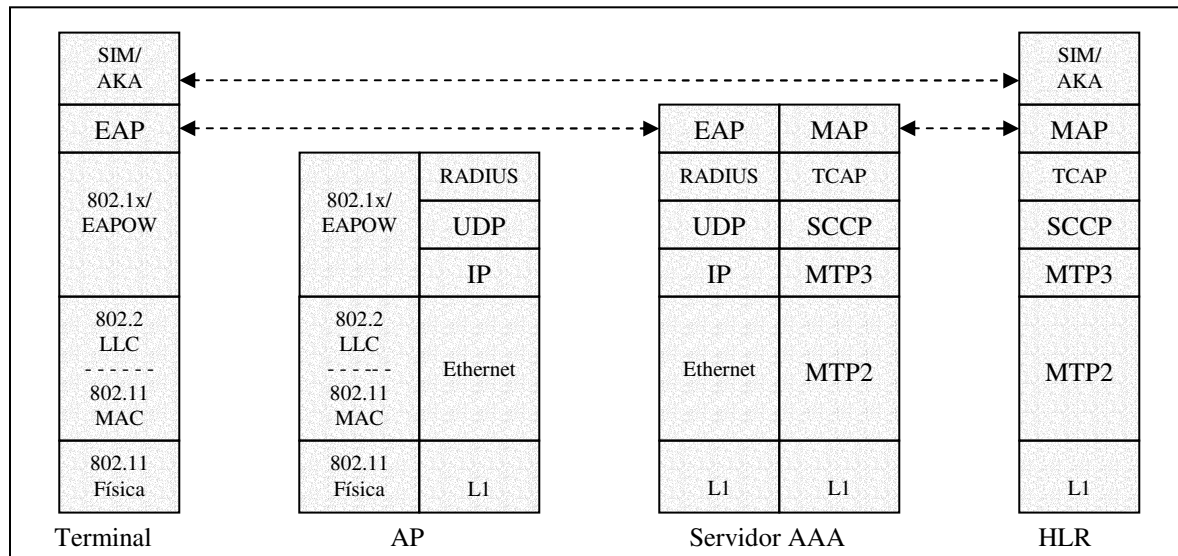 SIM/
AKA
SIM/
AKA
EAP
EAP
MAP
MAP
802.1x/
EAPOW
802.1x/
EAPOW
RADIUS
RADIUS
TCAP
TCAP
UDP
UDP
SCCP
SCCP
IP
IP
MTP3
MTP3
802.2
LLC
802.11
MAC
802.2
LLC
802.11
MAC
Ethernet
Ethernet
MTP2
MTP2
802.11
Física
802.11
Física
L1
L1
L1
L1
Terminal
AP
Servidor AAA
HLR